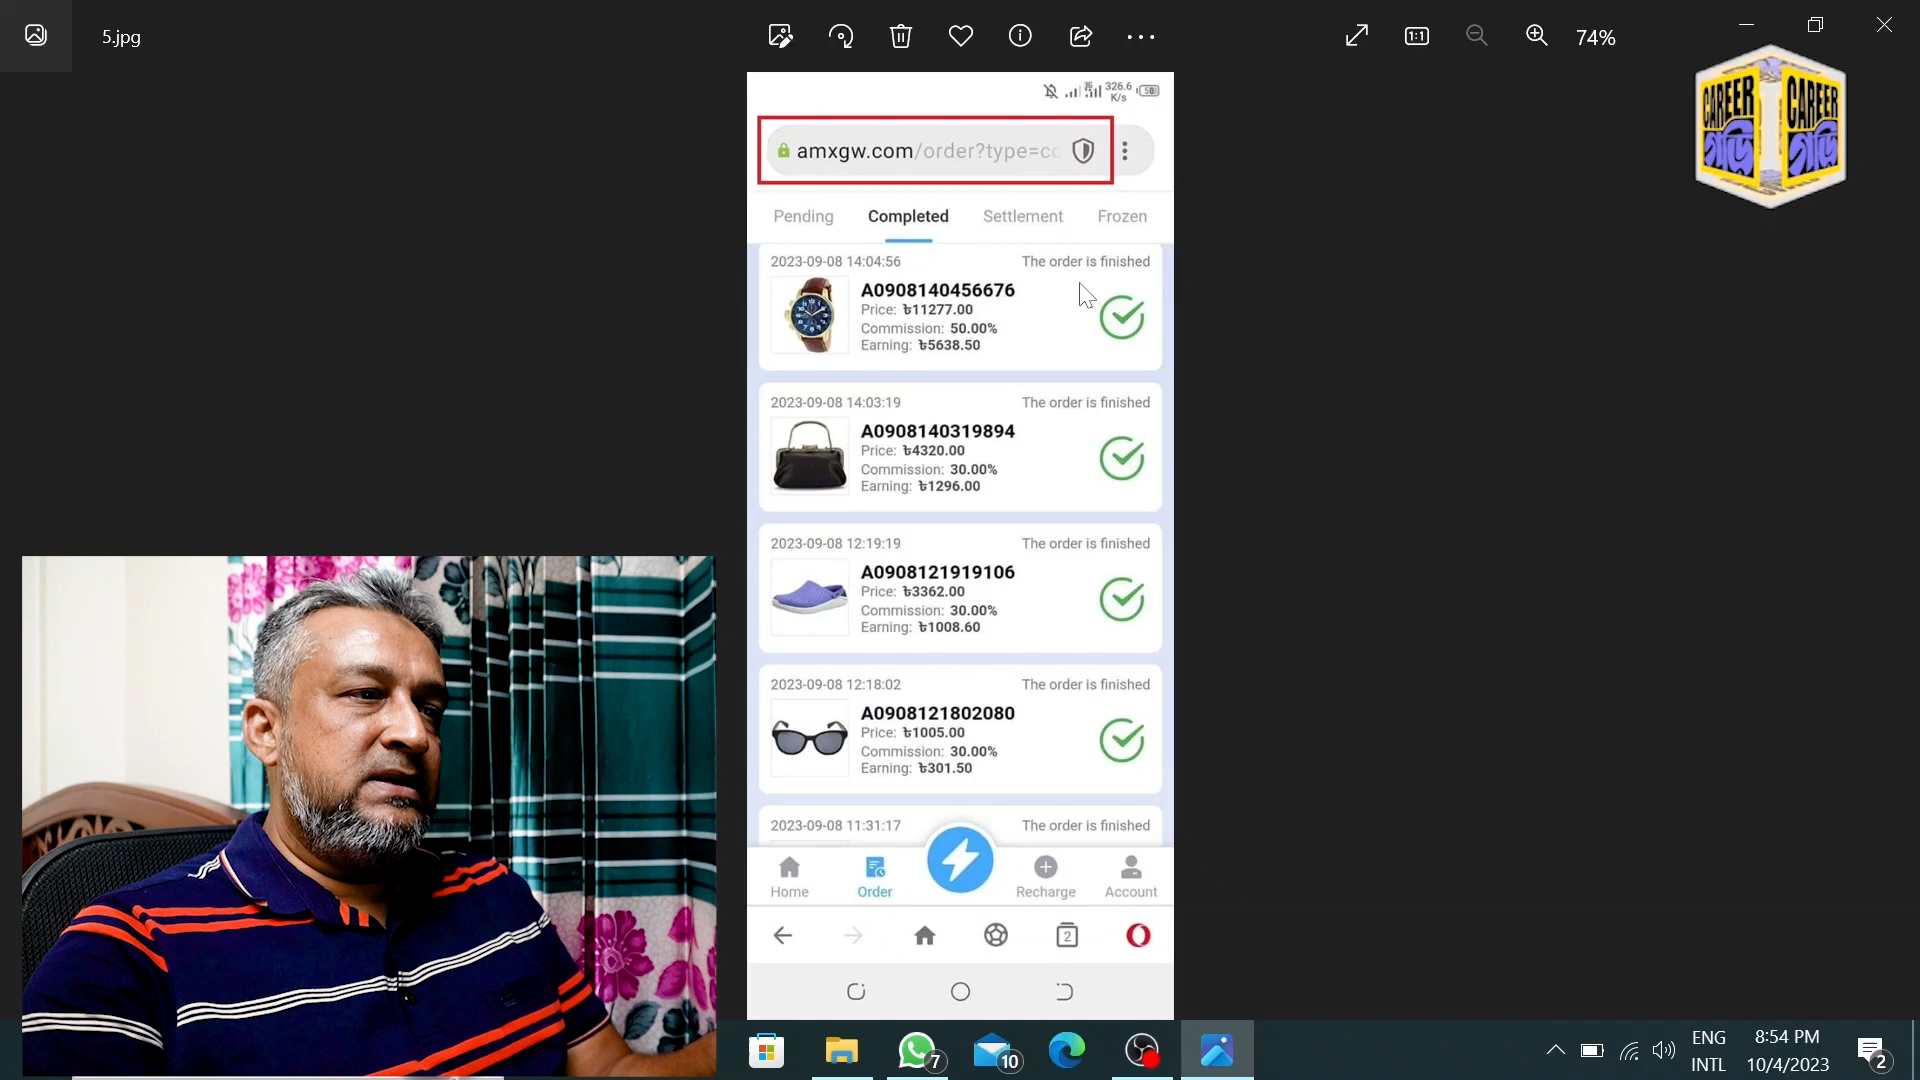 5.jpg
74%
CAREER CAREER
গাড়ি গাড়ি
326.6
K/s
50
amxgw.com/order?type=co
Pending Completed Settlement Frozen
2023-09-08 14:04:56 The order is finished
A0908140456676
Price: ৳11277.00
Commission: 50.00%
Earning: ৳5638.50
2023-09-08 14:03:19 The order is finished
A0908140319894
Price: ৳4320.00
Commission: 30.00%
Earning: ৳1296.00
2023-09-08 12:19:19 The order is finished
A0908121919106
Price: ৳3362.00
Commission: 30.00%
Earning: ৳1008.60
2023-09-08 12:18:02 The order is finished
A0908121802080
Price: ৳1005.00
Commission: 30.00%
Earning: ৳301.50
2023-09-08 11:31:17 The order is finished
Home Order Recharge Account
2
7 10
ENG 8:54 PM
INTL 10/4/2023 2